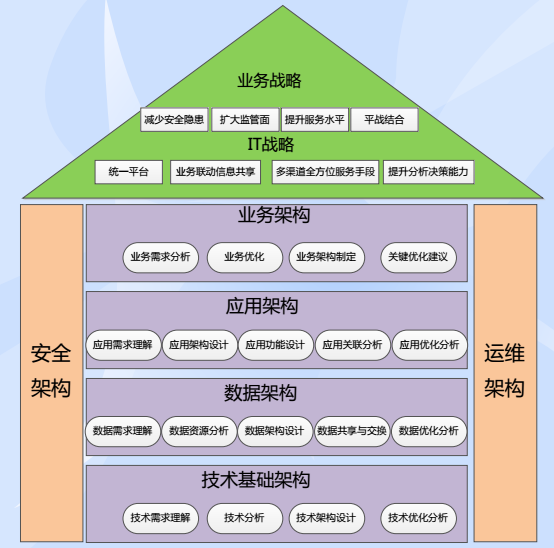 业务战略
减少安全隐患 扩大监管面 提升服务水平 平战结合
IT战略
统一平台 业务联动信息共享 多渠道全方位服务手段 提升分析决策能力
业务架构
业务需求分析 业务优化 业务架构制定 关键优化建议
应用架构
应用需求理解 应用架构设计 应用功能设计 应用关联分析 应用优化分析
安全
架构
运维
架构
数据架构
数据需求理解 数据资源分析 数据架构设计 数据共享与交换 数据优化分析
技术基础架构
技术需求理解 技术分析 技术架构设计 技术优化分析